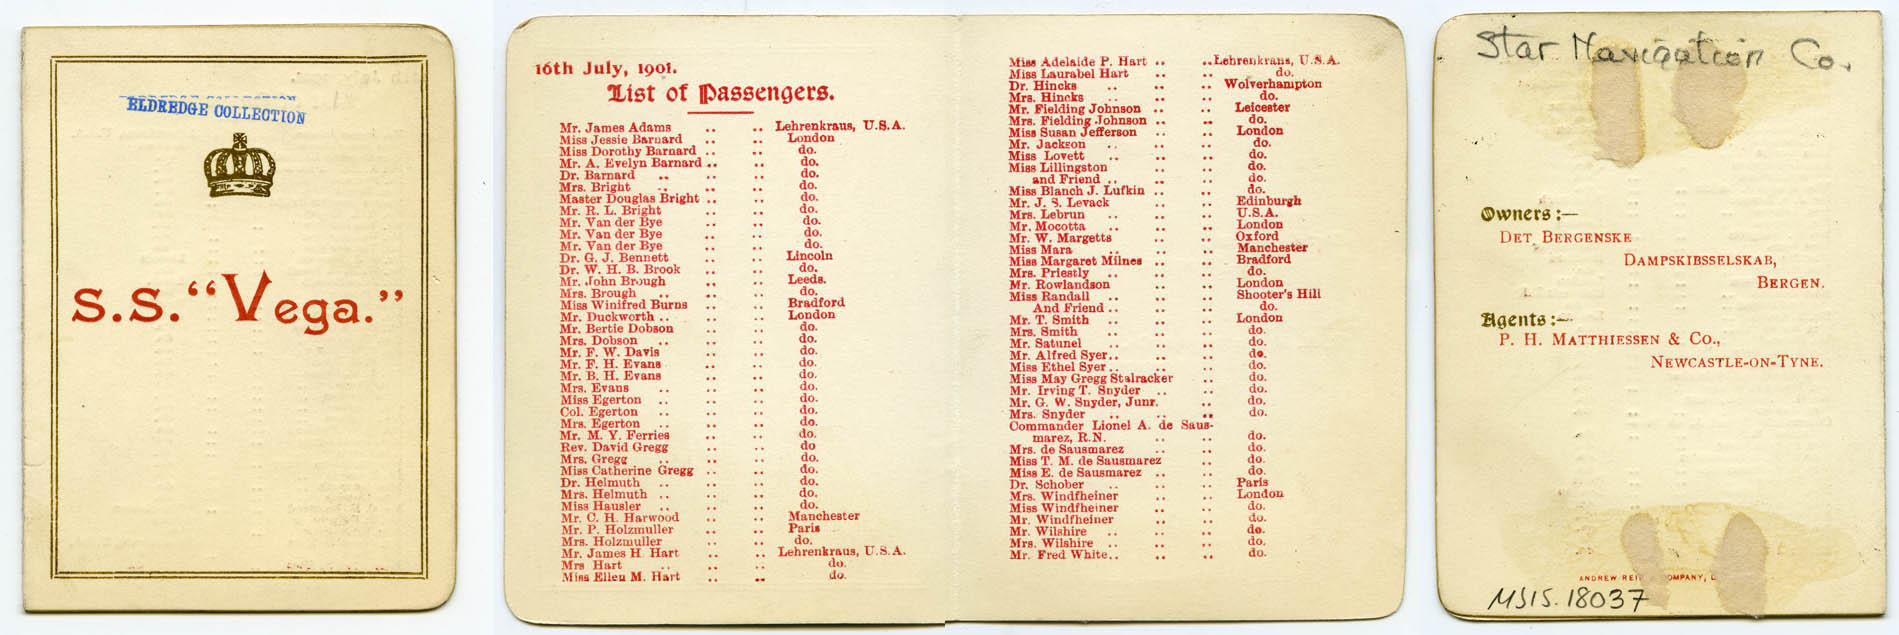 ELDREDGE COLLECTION
S.S. "Vega."
16th July, 1901.
List of Passengers.
Mr. James Adams .. .. Lehrenkraus, U.S.A.
Miss Jessie Barnard .. .. London
Miss Dorothy Barnard .. .. do.
Mr. A. Evelyn Barnard .. .. do.
Dr. Barnard .. .. .. do.
Mrs. Bright .. .. .. do.
Master Douglas Bright .. .. do.
Mr. R. L. Bright .. .. do.
Mr. Van der Bye .. .. do.
Mr. Van der Bye .. .. do.
Mr. Van der Bye .. .. do.
Dr. G. J. Bennett .. .. Lincoln
Dr. W. H. B. Brook .. .. do.
Mr. John Brough .. .. Leeds.
Mrs. Brough .. .. .. do.
Miss Winifred Burns .. .. Bradford
Mr. Duckworth .. .. .. London
Mr. Bertie Dobson .. .. do.
Mrs. Dobson .. .. .. do.
Mr. F. W. Davis .. .. do.
Mr. F. H. Evans .. .. do.
Mr. B. H. Evans .. .. do.
Mrs. Evans .. .. .. do.
Miss Egerton .. .. .. do.
Col. Egerton .. .. .. do.
Mrs. Egerton .. .. .. do.
Mr. M. Y. Ferries .. .. do.
Rev. David Gregg .. .. do
Mrs. Gregg .. .. .. do.
Miss Catherine Gregg .. .. do.
Dr. Helmuth .. .. .. do.
Mrs. Helmuth .. .. .. do.
Miss Hausler .. .. .. do.
Mr. C. H. Harwood .. .. Manchester
Mr. P. Holzmuller .. .. Paris
Mrs. Holzmuller .. .. do.
Mr. James H. Hart .. .. Lehrenkraus, U.S.A.
Mrs Hart .. .. .. do.
Miss Ellen M. Hart .. .. do.
Miss Adelaide P. Hart .. .. Lehrenkraus, U.S.A.
Miss Laurabel Hart .. .. do.
Dr. Hincks .. .. .. Wolverhampton
Mrs. Hincks .. .. .. do.
Mr. Fielding Johnson .. .. Leicester
Mrs. Fielding Johnson .. .. do.
Miss Susan Jefferson .. .. London
Mr. Jackson .. .. .. do.
Miss Lovett .. .. .. do.
Miss Lillingston do.
and Friend .. .. .. do.
Miss Blanch J. Lufkin .. .. do.
Mr. J. S. Levack .. .. Edinburgh
Mrs. Lebrun .. .. .. U.S.A.
Mr. Mocotta .. .. .. London
Mr. W. Margetts .. .. Oxford
Miss Mara .. .. .. Manchester
Miss Margaret Milnes .. .. Bradford
Mrs. Priestly .. .. .. do.
Mr. Rowlandson .. .. London
Miss Randall .. .. .. Shooter's Hill
And Friend .. .. .. do.
Mr. T. Smith .. .. .. London
Mrs. Smith .. .. .. do.
Mr. Satunel .. .. .. do.
Mr. Alfred Syer .. .. .. do.
Miss Ethel Syer .. .. .. do.
Miss May Gregg Stalracker .. do.
Mr. Irving T. Snyder .. .. do.
Mr. G. W. Snyder, Junr. .. do.
Mrs. Snyder .. .. .. do.
Commander Lionel A. de Saus-
marez, R.N. .. .. do.
Mrs. de Sausmarez .. .. do.
Miss T. M. de Sausmarez .. do.
Miss E. de Sausmarez .. .. do.
Dr. Schober .. .. .. Paris
Mrs. Windfheiner .. .. London
Miss Windfheiner .. .. do.
Mr. Windfheiner .. .. do.
Mr. Wilshire .. .. .. do.
Mrs. Wilshire .. .. .. do.
Mr. Fred White .. .. .. do.
Star Navigation Co.
Owners :—
DET BERGENSKE
DAMPSKIBSSELSKAB,
BERGEN.
Agents :—
P. H. MATTHIESSEN & Co.,
NEWCASTLE-ON-TYNE.
ANDREW REID
MSIS. 18037